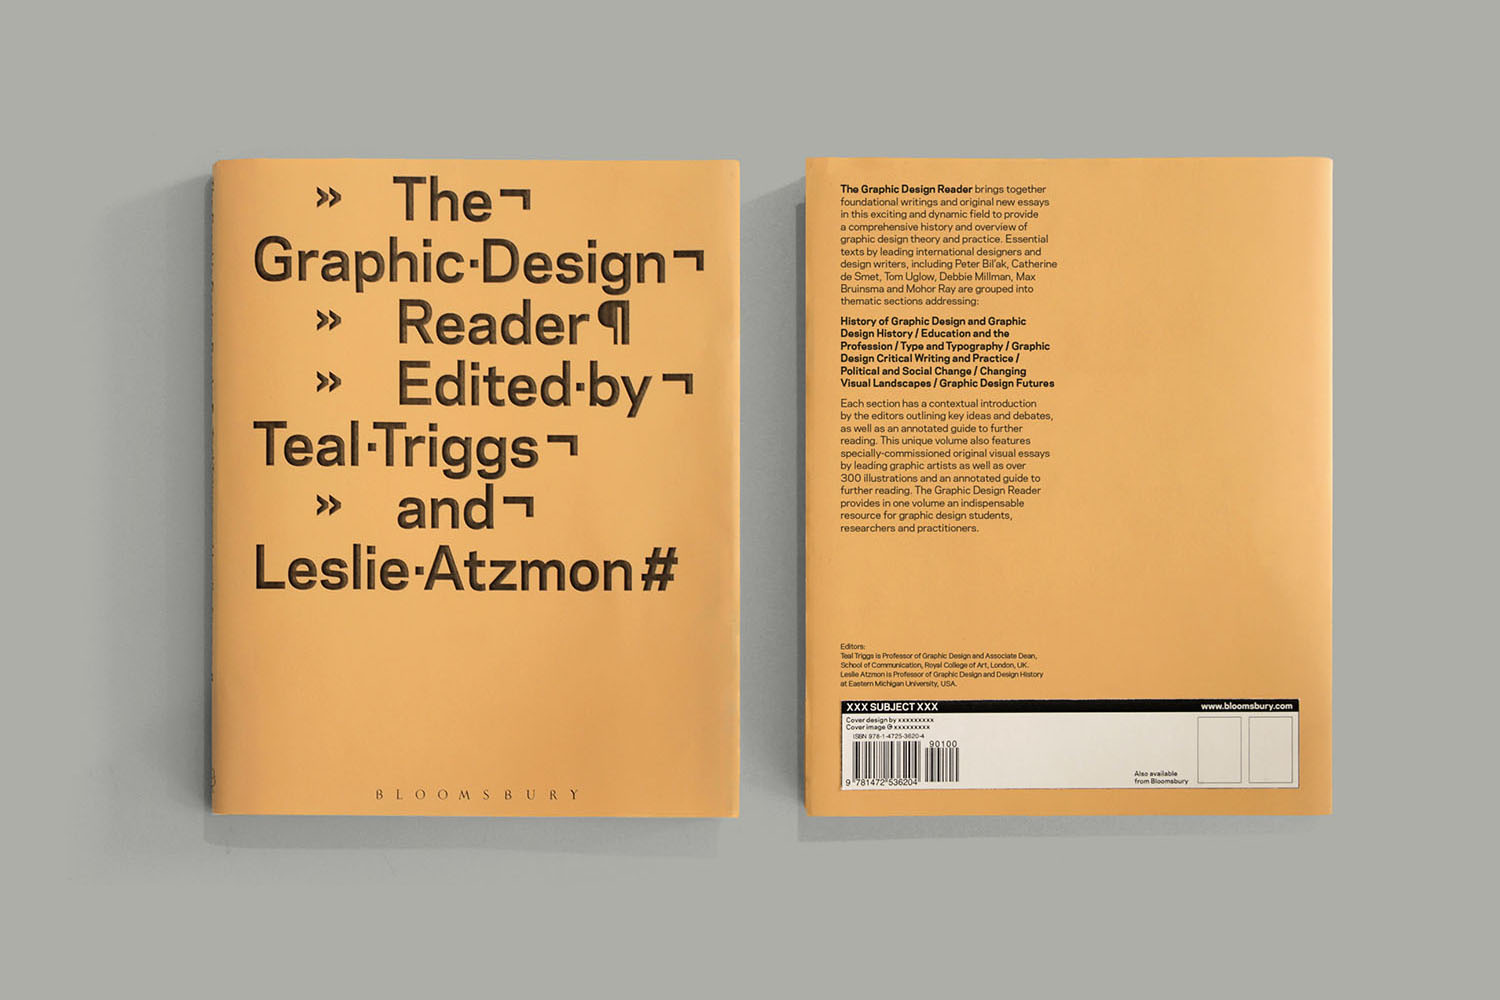 » The¬
Graphic·Design¬
» Reader¶
» Edited·by¬
Teal·Triggs¬
» and¬
Leslie·Atzmon#
BLOOMSBURY
The Graphic Design Reader brings together
foundational writings and original new essays
in this exciting and dynamic field to provide
a comprehensive history and overview of
graphic design theory and practice. Essential
texts by leading international designers and
design writers, including Peter Bil'ak, Catherine
de Smet, Tom Uglow, Debbie Millman, Max
Bruinsma and Mohor Ray are grouped into
thematic sections addressing:
History of Graphic Design and Graphic
Design History / Education and the
Profession / Type and Typography / Graphic
Design Critical Writing and Practice /
Political and Social Change / Changing
Visual Landscapes / Graphic Design Futures
Each section has a contextual introduction
by the editors outlining key ideas and debates,
as well as an annotated guide to further
reading. This unique volume also features
specially-commissioned original visual essays
by leading graphic artists as well as over
300 illustrations and an annotated guide to
further reading. The Graphic Design Reader
provides in one volume an indispensable
resource for graphic design students,
researchers and practitioners.
Editors:
Teal Triggs is Professor of Graphic Design and Associate Dean,
School of Communication, Royal College of Art, London, UK.
Leslie Atzmon is Professor of Graphic Design and Design History
at Eastern Michigan University, USA.
XXX SUBJECT XXX www.bloomsbury.com
Cover design by xxxxxxxxx
Cover image © xxxxxxxxx
ISBN 978-1-4725-3620-4
90100
9 781472 536204
Also available
from Bloomsbury